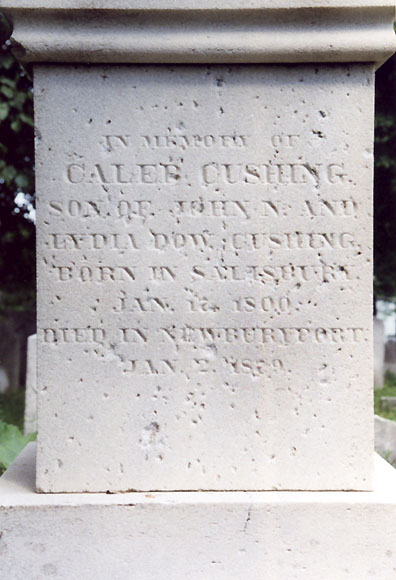 IN MEMORY OF
CALEB CUSHING
SON OF JOHN N. AND
LYDIA DOW CUSHING
BORN IN SALISBURY
JAN. 17. 1800.
DIED IN NEWBURYPORT
JAN. 2. 1879.